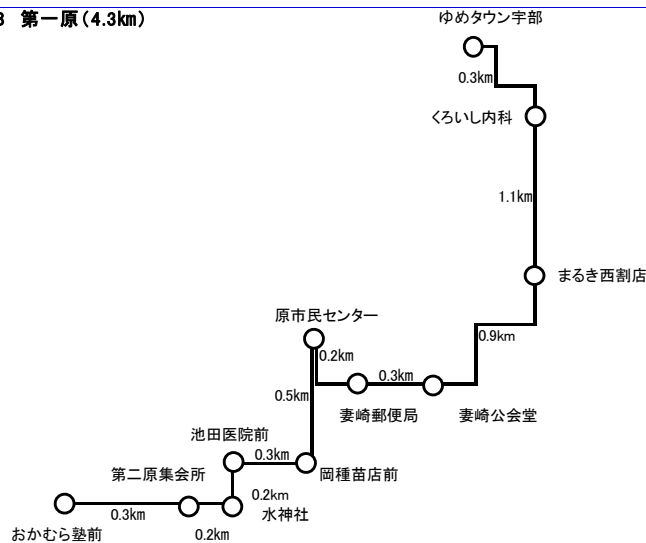 3 第一原(4.3km)
ゆめタウン宇部
0.3km
くろいし内科
1.1km
まるき西割店
0.9km
原市民センター
0.2km
0.3km
0.5km
妻崎郵便局
妻崎公会堂
池田医院前
0.3km
岡種苗店前
第二原集会所
0.2km
水神社
0.3km
0.2km
おかむら塾前